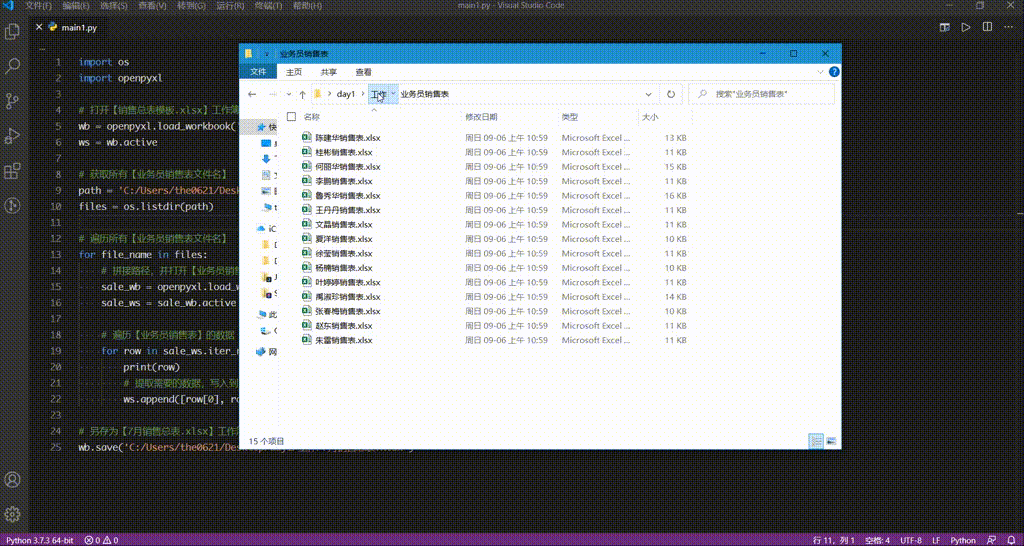 文件(F) 编辑(E) 选择(S) 查看(V) 转到(G) 运行(R) 终端(T) 帮助(H)
main1.py - Visual Studio Code
main1.py
1 import os
2 import openpyxl
3
4 # 打开【销售总表模板.xlsx】工作簿
5 wb = openpyxl.load_workbook(
6 ws = wb.active
7
8 # 获取所有【业务员销售表文件名】
9 path = 'C:/Users/the0621/Desk
10 files = os.listdir(path)
11
12 # 遍历所有【业务员销售表文件名】
13 for file_name in files:
14 # 拼接路径，并打开【业务员销
15 sale_wb = openpyxl.load_w
16 sale_ws = sale_wb.active
17
18 # 遍历【业务员销售表】的数据
19 for row in sale_ws.iter_r
20 print(row)
21 # 提取需要的数据，写入到
22 ws.append([row[0], ro
23
24 # 另存为【7月销售总表.xlsx】工作
25 wb.save('C:/Users/the0621/Des
业务员销售表
文件 主页 共享 查看
day1 工作 业务员销售表
搜索"业务员销售表"
名称 修改日期 类型 大小
陈建华销售表.xlsx 周日 09-06 上午 10:59 Microsoft Excel ... 13 KB
桂彬销售表.xlsx 周日 09-06 上午 10:59 Microsoft Excel ... 11 KB
何丽华销售表.xlsx 周日 09-06 上午 10:59 Microsoft Excel ... 15 KB
李鹏销售表.xlsx 周日 09-06 上午 10:59 Microsoft Excel ... 11 KB
鲁秀华销售表.xlsx 周日 09-06 上午 10:59 Microsoft Excel ... 16 KB
王丹丹销售表.xlsx 周日 09-06 上午 10:59 Microsoft Excel ... 11 KB
文晶销售表.xlsx 周日 09-06 上午 10:59 Microsoft Excel ... 11 KB
夏洋销售表.xlsx 周日 09-06 上午 10:59 Microsoft Excel ... 10 KB
徐莹销售表.xlsx 周日 09-06 上午 10:59 Microsoft Excel ... 11 KB
杨楠销售表.xlsx 周日 09-06 上午 10:59 Microsoft Excel ... 10 KB
叶婷婷销售表.xlsx 周日 09-06 上午 10:59 Microsoft Excel ... 11 KB
禹淑珍销售表.xlsx 周日 09-06 上午 10:59 Microsoft Excel ... 14 KB
张春梅销售表.xlsx 周日 09-06 上午 10:59 Microsoft Excel ... 10 KB
赵东销售表.xlsx 周日 09-06 上午 10:59 Microsoft Excel ... 11 KB
朱雷销售表.xlsx 周日 09-06 上午 10:59 Microsoft Excel ... 11 KB
15 个项目
Python 3.7.3 64-bit 0 0
行 11，列 1 空格: 4 UTF-8 LF Python